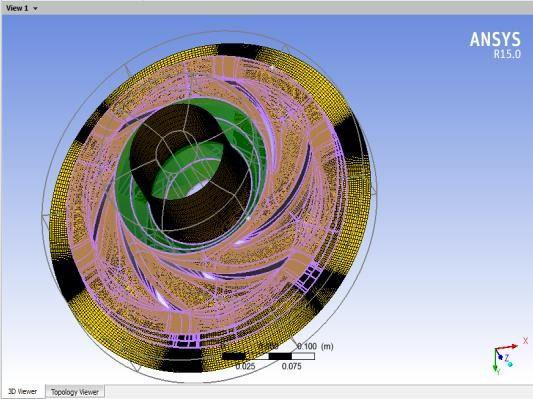 View 1
ANSYS
R15.0
0.100 (m)
0.025
0.075
X
Z
Y
3D Viewer
Topology Viewer